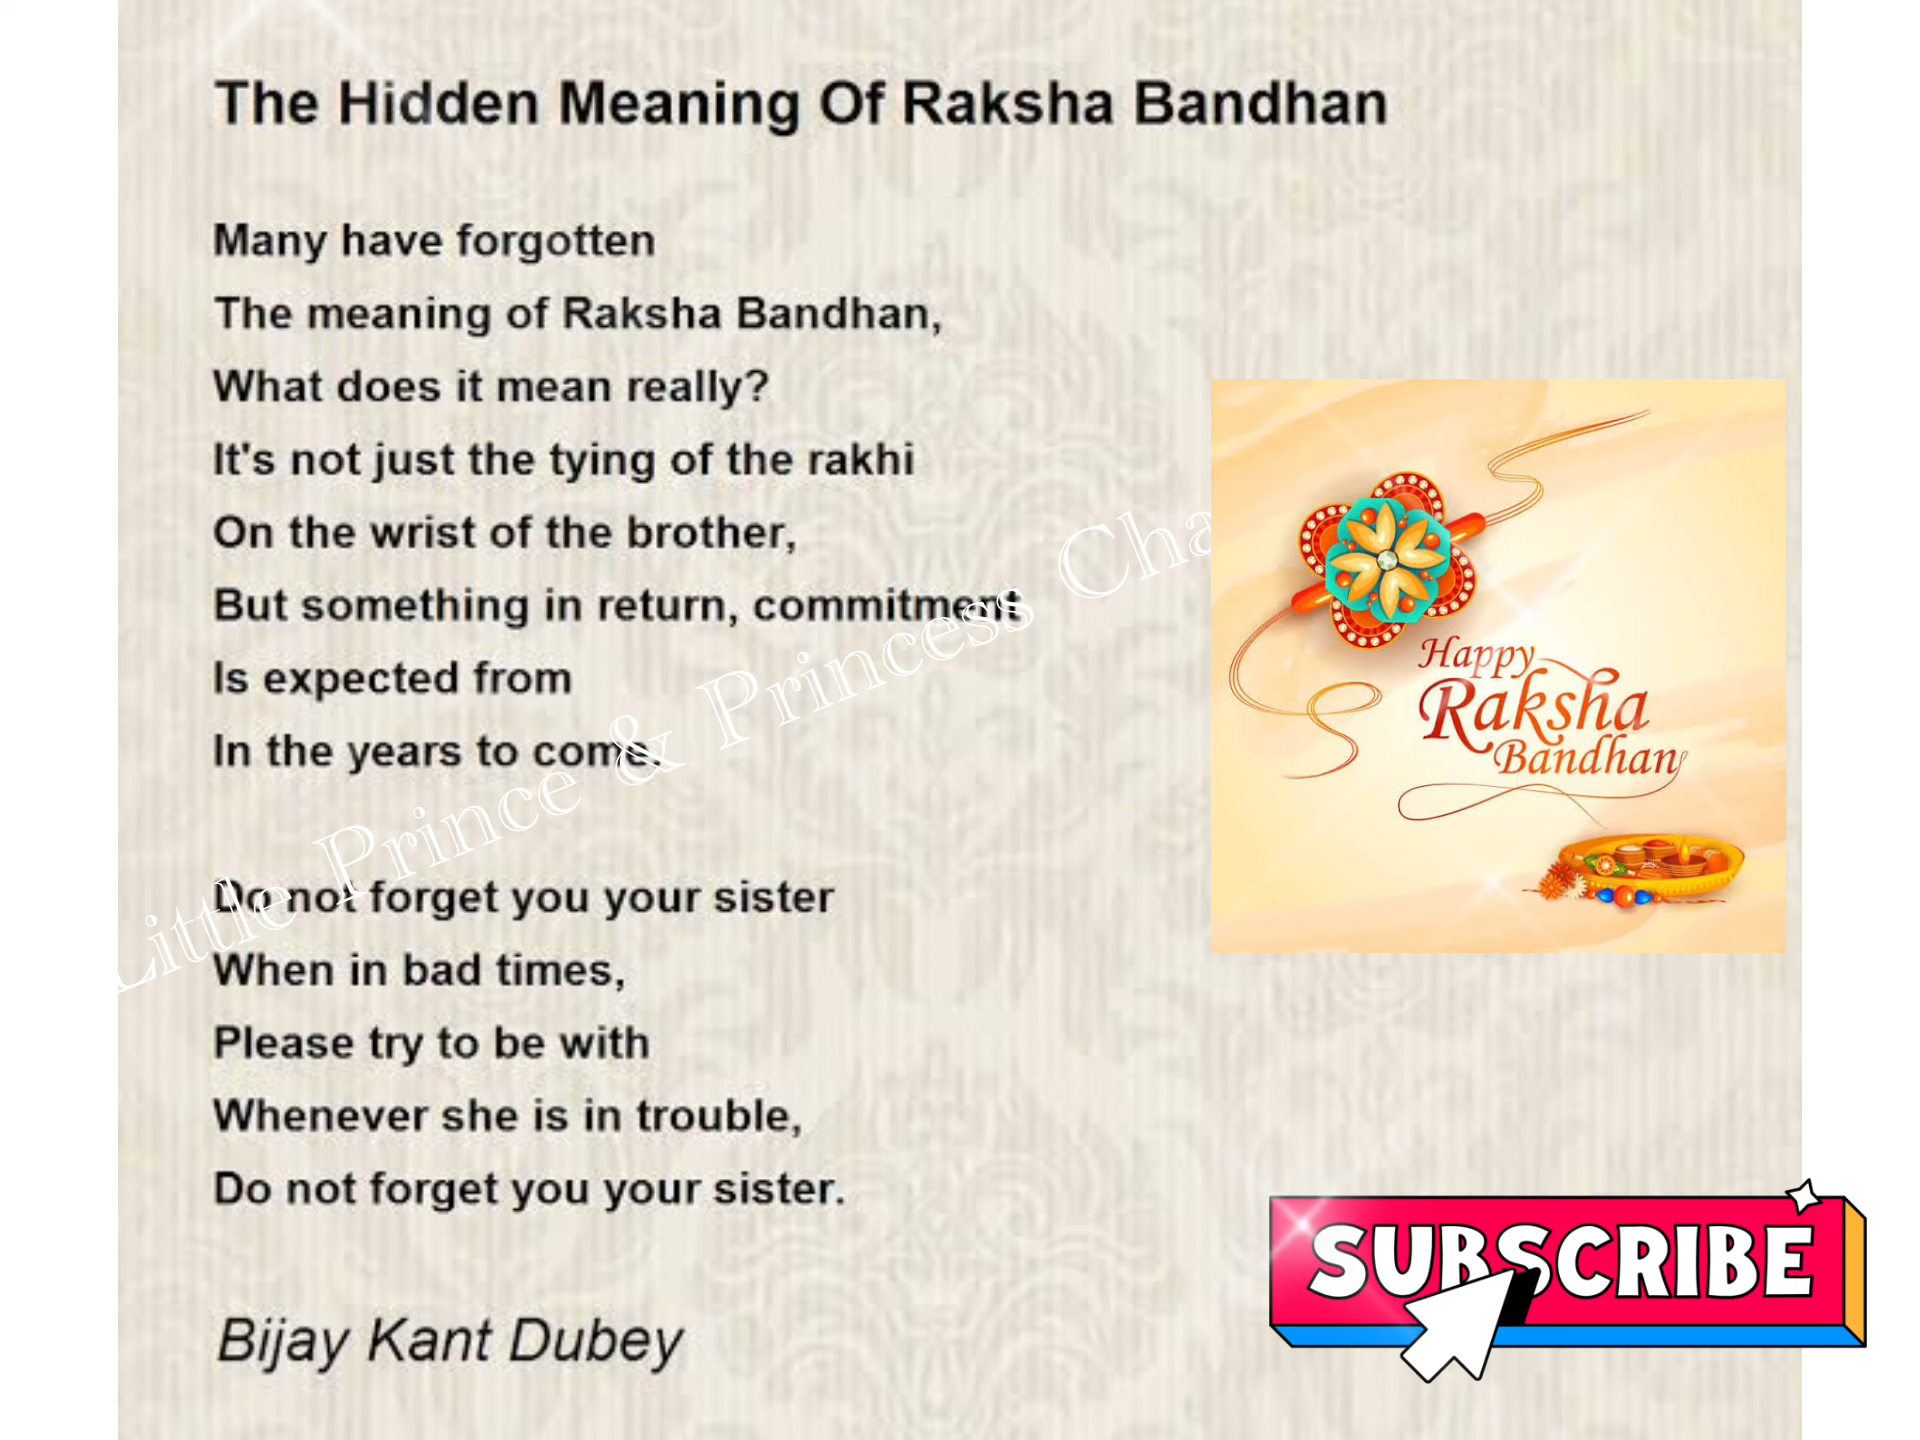 The Hidden Meaning Of Raksha Bandhan
Many have forgotten
The meaning of Raksha Bandhan,
What does it mean really?
It's not just the tying of the rakhi
On the wrist of the brother,
But something in return, commitment
Is expected from
In the years to come.
Do not forget you your sister
When in bad times,
Please try to be with
Whenever she is in trouble,
Do not forget you your sister.
Bijay Kant Dubey
Little Prince & Princess Cha
Happy
Raksha
Bandhan
SUBSCRIBE